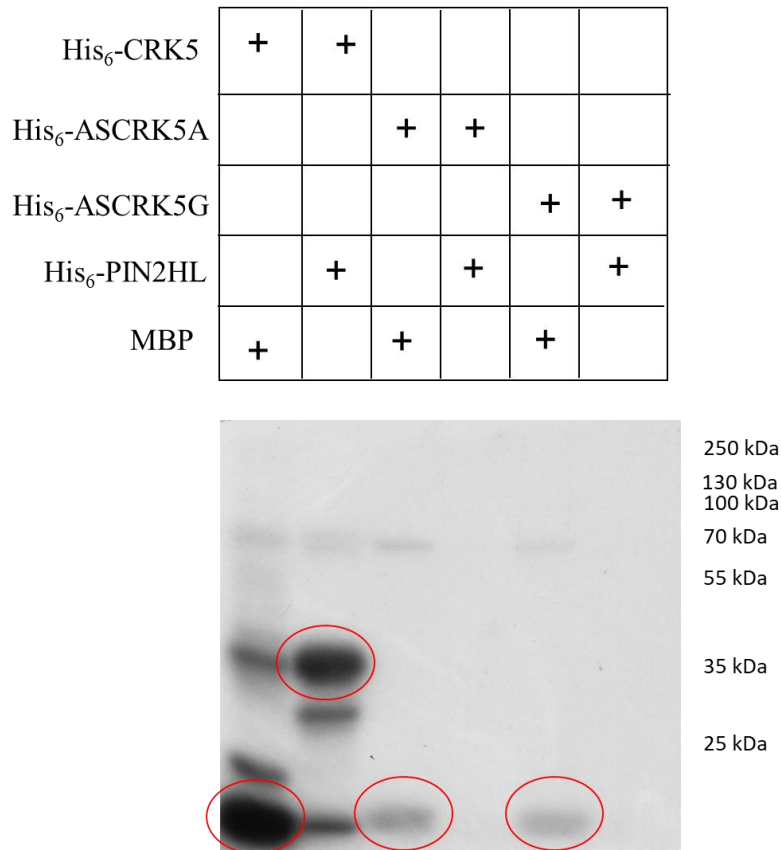 His₆-CRK5 + +
His₆-ASCRK5A + +
His₆-ASCRK5G + +
His₆-PIN2HL + + +
MBP + + +
250 kDa
130 kDa
100 kDa
70 kDa
55 kDa
35 kDa
25 kDa